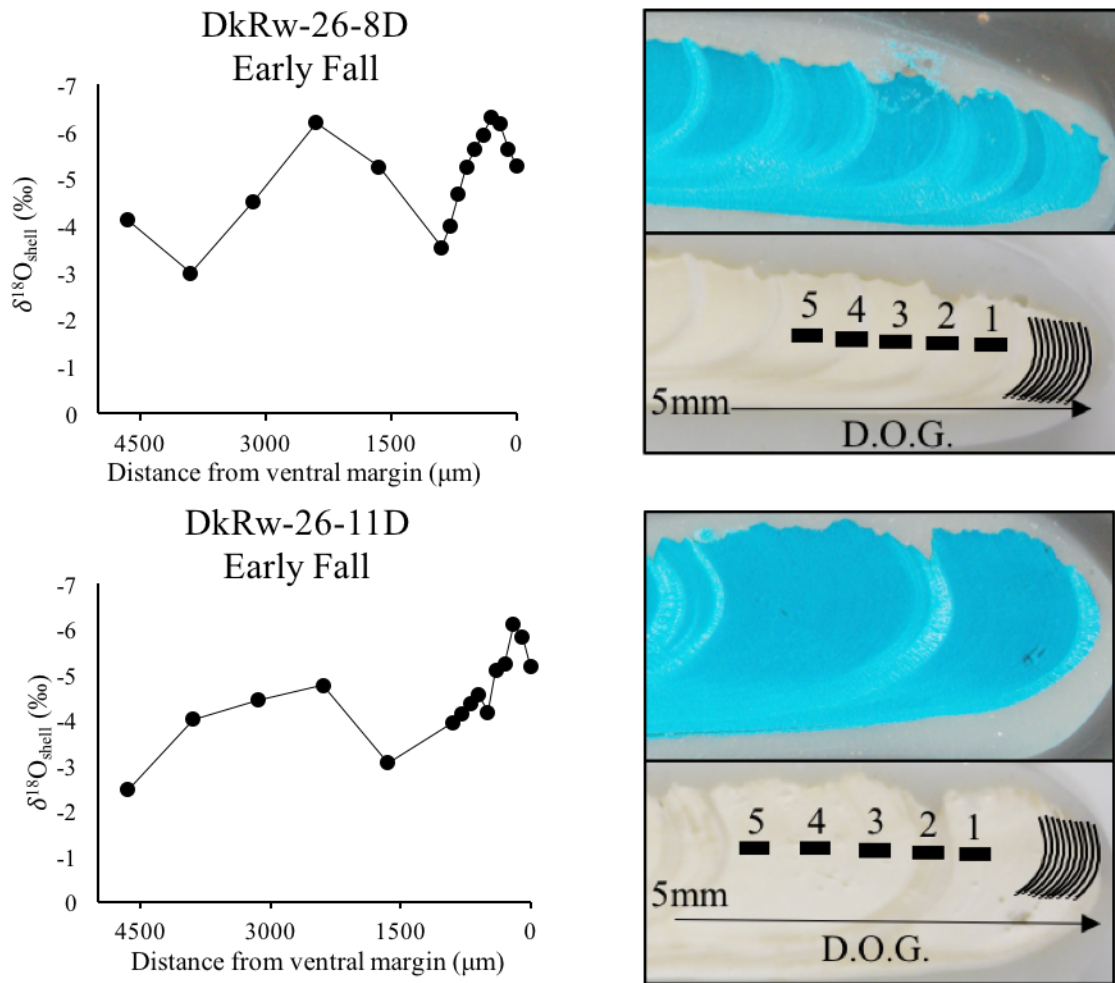 DkRw-26-8D
Early Fall
-7
-6
-5
-4
-3
-2
-1
0
δ18Oshell (‰)
4500 3000 1500 0
Distance from ventral margin (μm)
5 4 3 2 1
5mm
D.O.G.
DkRw-26-11D
Early Fall
-7
-6
-5
-4
-3
-2
-1
0
δ18Oshell (‰)
4500 3000 1500 0
Distance from ventral margin (μm)
5 4 3 2 1
5mm
D.O.G.